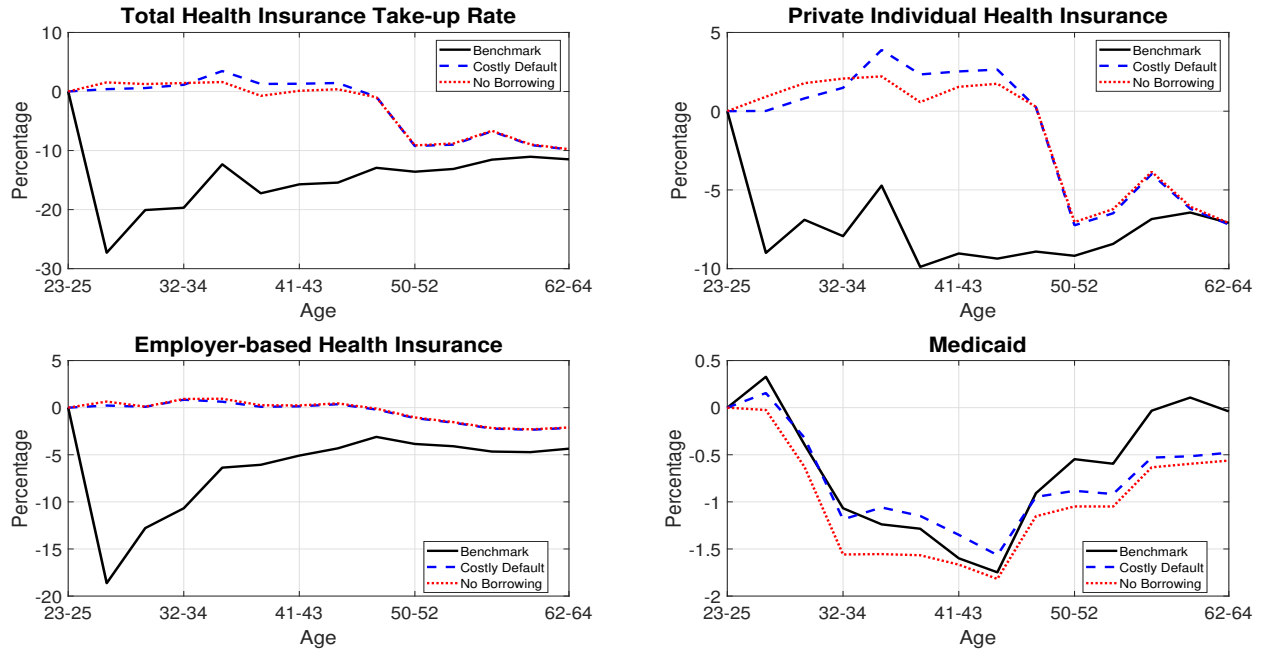 Total Health Insurance Take-up Rate
10
0
-10
-20
-30
Percentage
23-25
32-34
41-43
50-52
62-64
Age
Benchmark
Costly Default
No Borrowing
Private Individual Health Insurance
5
0
-5
-10
Percentage
23-25
32-34
41-43
50-52
62-64
Age
Benchmark
Costly Default
No Borrowing
Employer-based Health Insurance
5
0
-5
-10
-15
-20
Percentage
23-25
32-34
41-43
50-52
62-64
Age
Benchmark
Costly Default
No Borrowing
Medicaid
0.5
0
-0.5
-1
-1.5
-2
Percentage
23-25
32-34
41-43
50-52
62-64
Age
Benchmark
Costly Default
No Borrowing